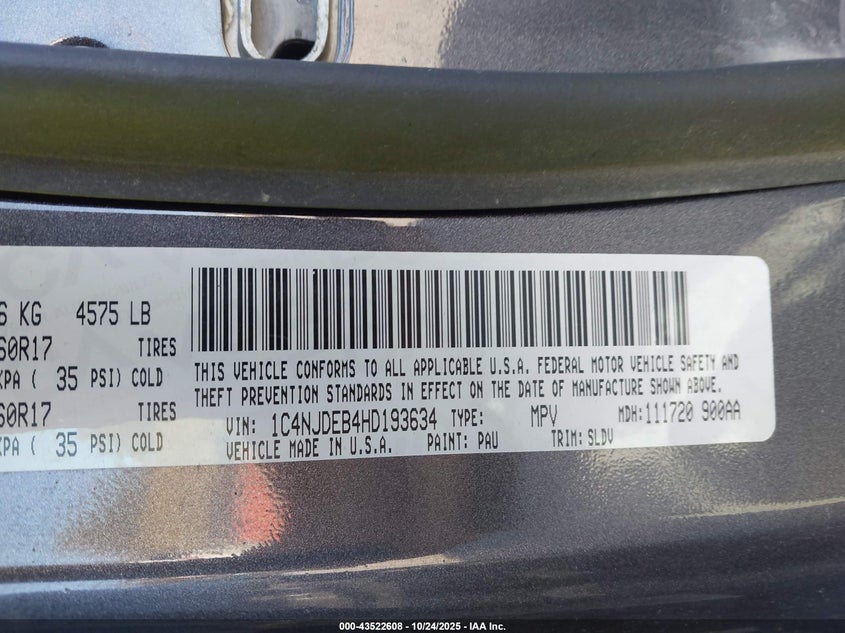 6 KG 4575 LB
60R17 TIRES
KPA ( 35 PSI) COLD
60R17 TIRES
KPA ( 35 PSI) COLD
THIS VEHICLE CONFORMS TO ALL APPLICABLE U.S.A. FEDERAL MOTOR VEHICLE SAFETY AND
THEFT PREVENTION STANDARDS IN EFFECT ON THE DATE OF MANUFACTURE SHOWN ABOVE.
VIN: 1C4NJDEB4HD193634 TYPE: MPV MDH:111720 900AA
VEHICLE MADE IN U.S.A. PAINT: PAU TRIM: SLDV
000-43522608 - 10/24/2025 - IAA Inc.